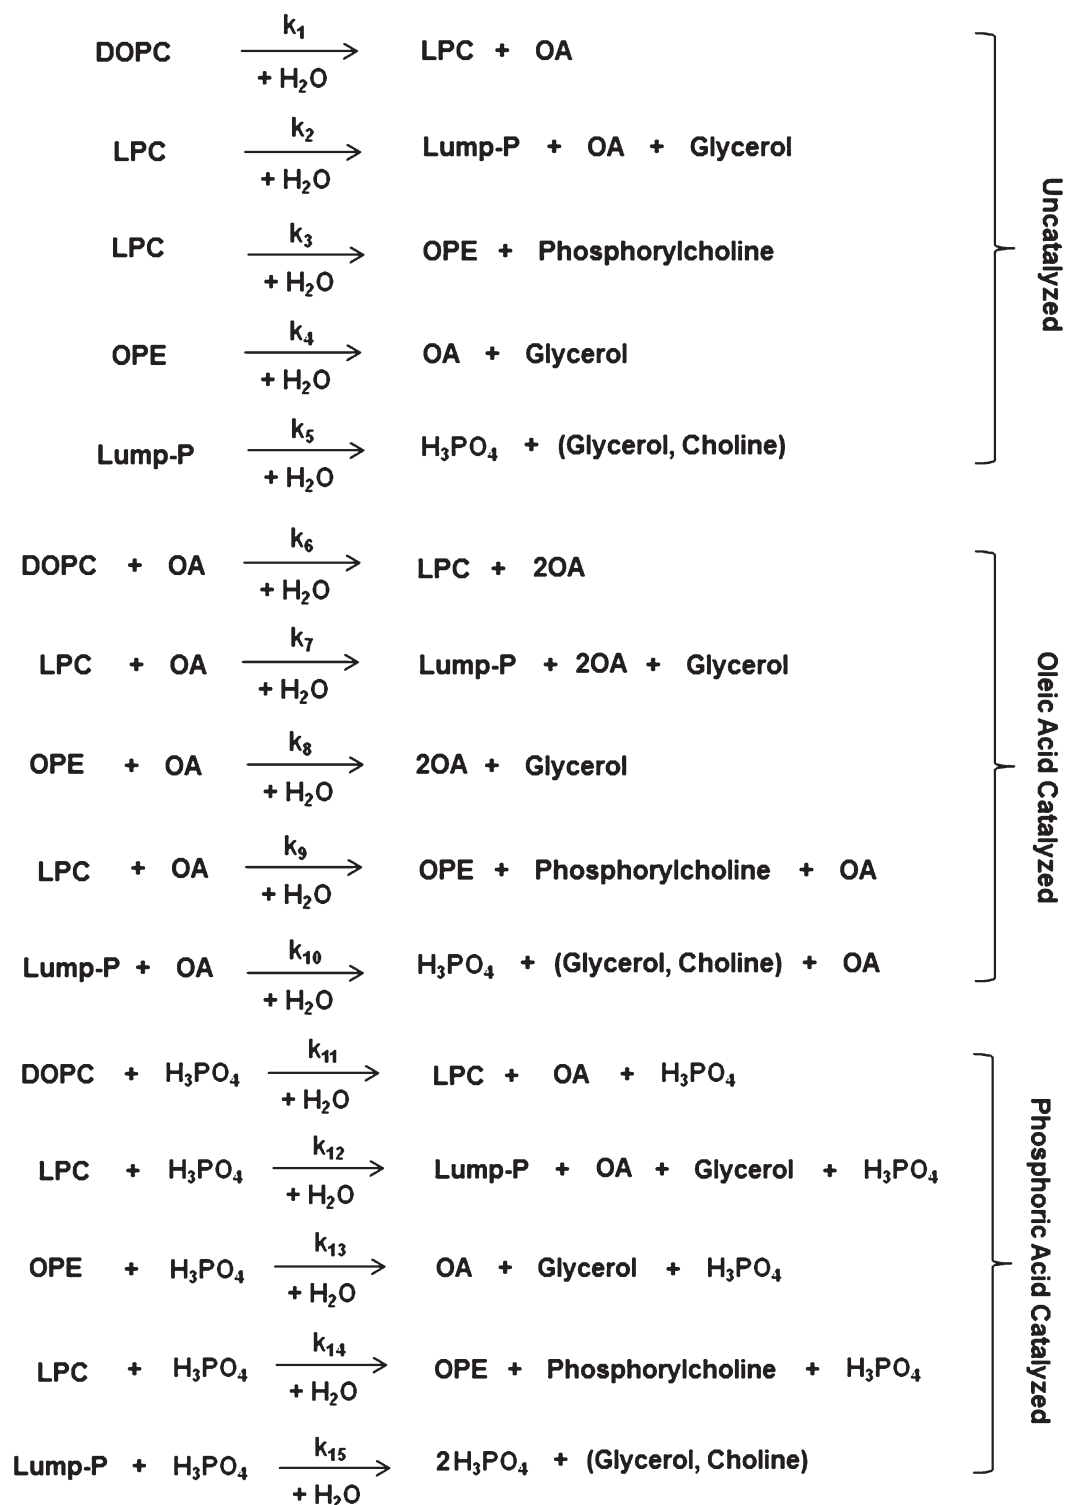 DOPC k₁ + H₂O LPC + OA
LPC k₂ + H₂O Lump-P + OA + Glycerol
LPC k₃ + H₂O OPE + Phosphorylcholine
OPE k₄ + H₂O OA + Glycerol
Lump-P k₅ + H₂O H₃PO₄ + (Glycerol, Choline)
Uncatalyzed
DOPC + OA k₆ + H₂O LPC + 2OA
LPC + OA k₇ + H₂O Lump-P + 2OA + Glycerol
OPE + OA k₈ + H₂O 2OA + Glycerol
LPC + OA k₉ + H₂O OPE + Phosphorylcholine + OA
Lump-P + OA k₁₀ + H₂O H₃PO₄ + (Glycerol, Choline) + OA
Oleic Acid Catalyzed
DOPC + H₃PO₄ k₁₁ + H₂O LPC + OA + H₃PO₄
LPC + H₃PO₄ k₁₂ + H₂O Lump-P + OA + Glycerol + H₃PO₄
OPE + H₃PO₄ k₁₃ + H₂O OA + Glycerol + H₃PO₄
LPC + H₃PO₄ k₁₄ + H₂O OPE + Phosphorylcholine + H₃PO₄
Lump-P + H₃PO₄ k₁₅ + H₂O 2H₃PO₄ + (Glycerol, Choline)
Phosphoric Acid Catalyzed